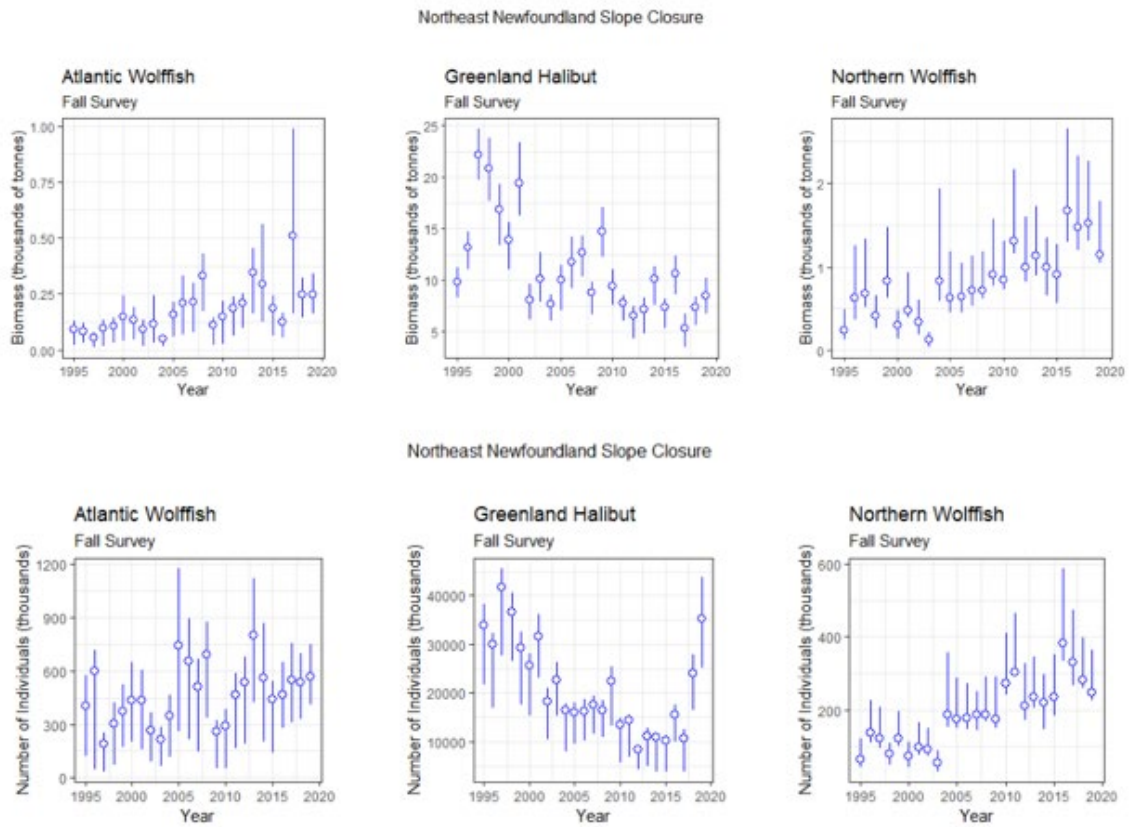 Northeast Newfoundland Slope Closure
Atlantic Wolffish
Fall Survey
Biomass (thousands of tonnes)
1.00
0.75
0.50
0.25
0.00
1995 2000 2005 2010 2015 2020
Year
Greenland Halibut
Fall Survey
Biomass (thousands of tonnes)
25
20
15
10
5
1995 2000 2005 2010 2015 2020
Year
Northern Wolffish
Fall Survey
Biomass (thousands of tonnes)
2
1
0
1995 2000 2005 2010 2015 2020
Year
Northeast Newfoundland Slope Closure
Atlantic Wolffish
Fall Survey
Number of Individuals (thousands)
1200
900
600
300
0
1995 2000 2005 2010 2015 2020
Year
Greenland Halibut
Fall Survey
Number of Individuals (thousands)
40000
30000
20000
10000
1995 2000 2005 2010 2015 2020
Year
Northern Wolffish
Fall Survey
Number of Individuals (thousands)
600
400
200
1995 2000 2005 2010 2015 2020
Year